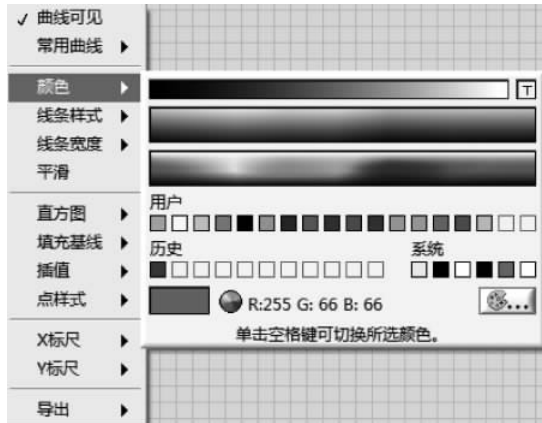 ✓ 曲线可见
常用曲线
颜色
线条样式
线条宽度
平滑
直方图
填充基线
插值
点样式
X标尺
Y标尺
导出
T
用户
历史
系统
R:255 G: 66 B: 66
...
单击空格键可切换所选颜色。